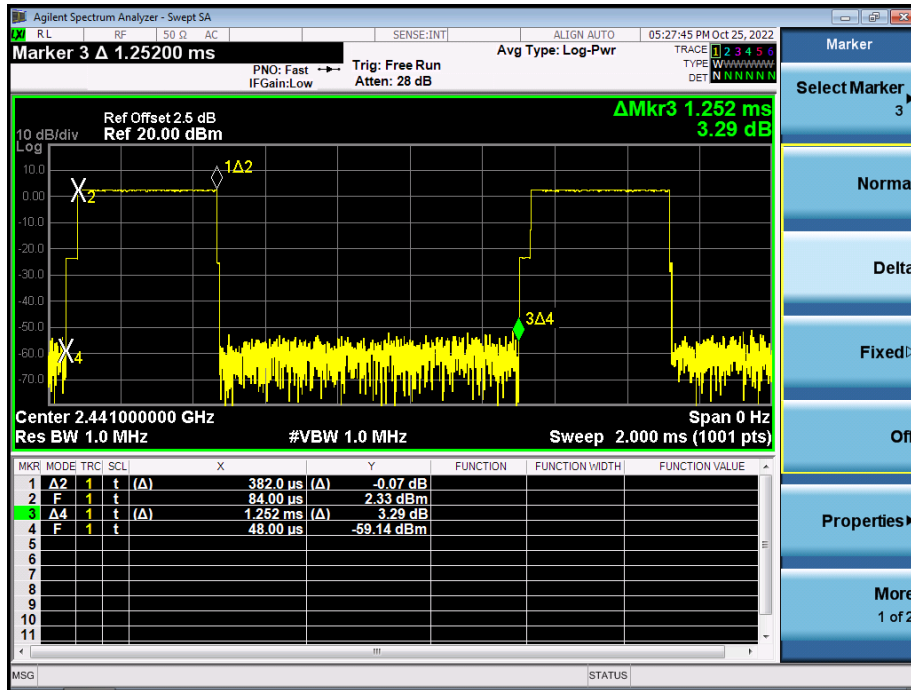 Agilent Spectrum Analyzer - Swept SA
LXI RL RF 50 Ω AC SENSE:INT ALIGN AUTO 05:27:45 PM Oct 25, 2022
Marker 3 Δ 1.25200 ms
PNO: Fast
IFGain:Low
Trig: Free Run
Atten: 28 dB
Avg Type: Log-Pwr
TRACE 1 2 3 4 5 6
TYPE WWWWWW
DET N N N N N N
ΔMkr3 1.252 ms
3.29 dB
Ref Offset 2.5 dB
Ref 20.00 dBm
10 dB/div
Log
10.0
0.00
-10.0
-20.0
-30.0
-40.0
-50.0
-60.0
-70.0
1Δ2
2
3Δ4
4
Center 2.441000000 GHz Span 0 Hz
Res BW 1.0 MHz #VBW 1.0 MHz Sweep 2.000 ms (1001 pts)
MKR MODE TRC SCL X Y FUNCTION FUNCTION WIDTH FUNCTION VALUE
1 Δ2 1 t (Δ) 382.0 µs (Δ) -0.07 dB
2 F 1 t 84.00 µs 2.33 dBm
3 Δ4 1 t (Δ) 1.252 ms (Δ) 3.29 dB
4 F 1 t 48.00 µs -59.14 dBm
5
6
7
8
9
10
11
MSG STATUS
Marker
Select Marker
3
Norma
Delta
Fixed
Of
Properties
More
1 of 2